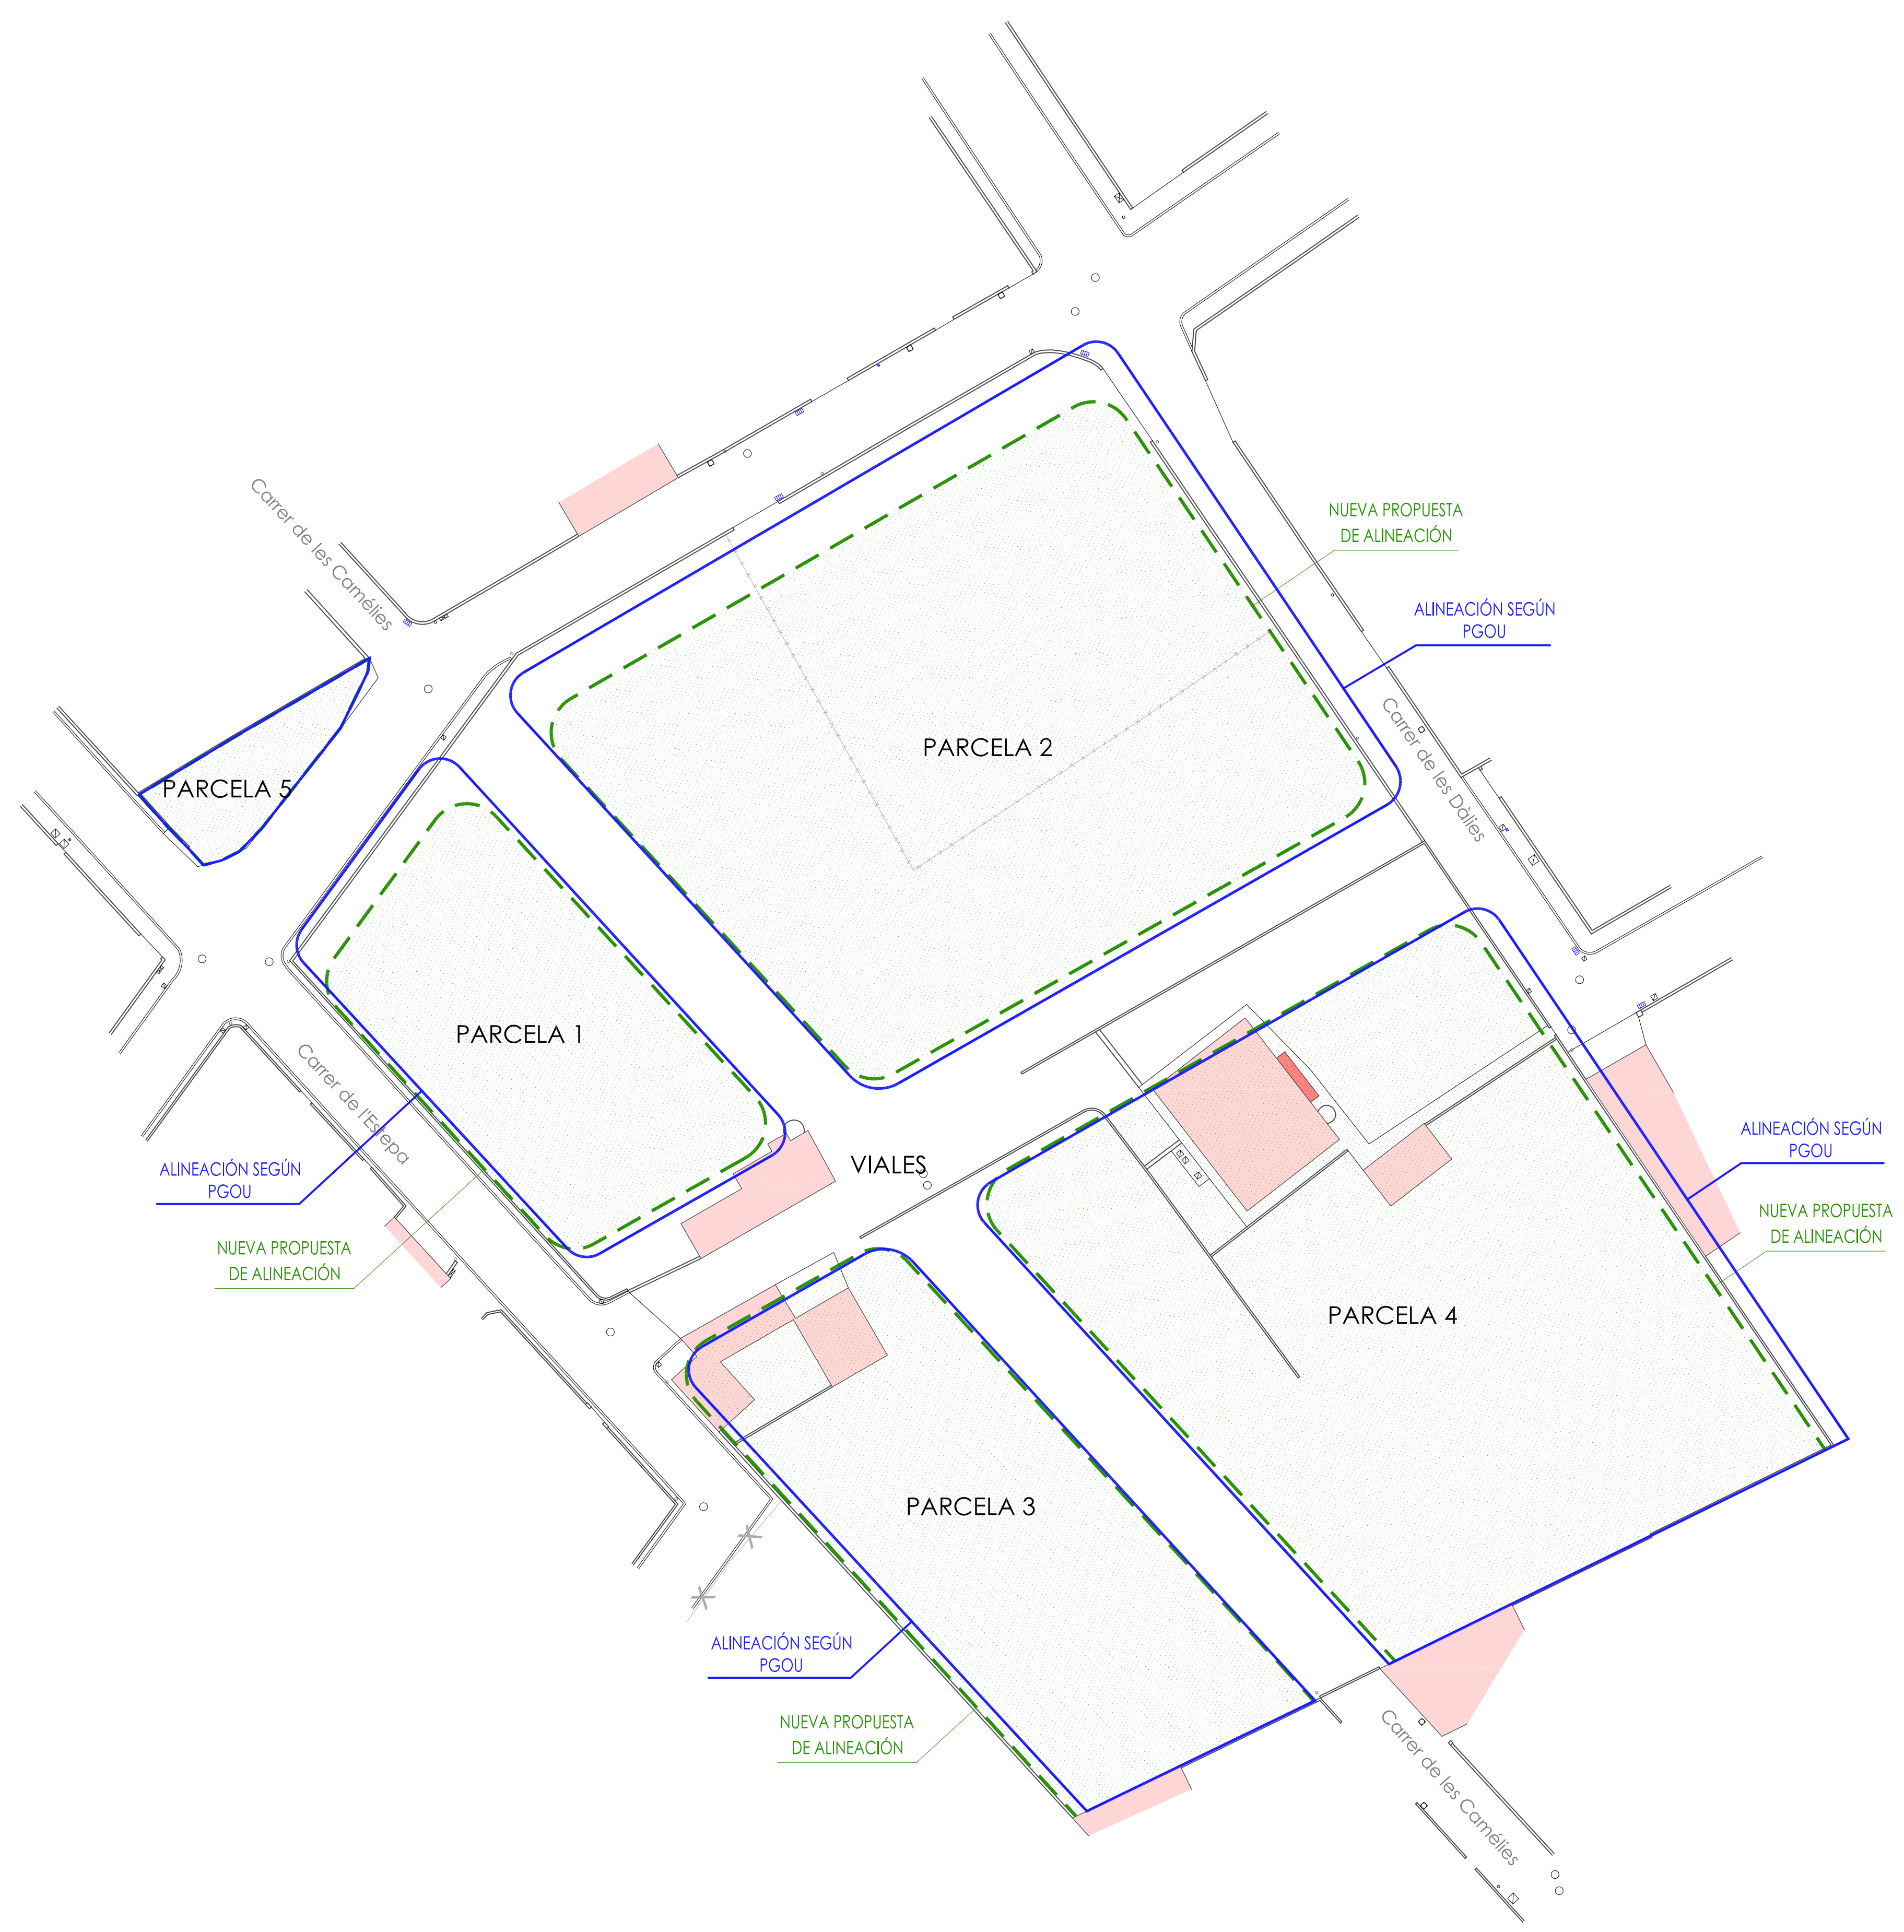 Carrer de les Camélies
NUEVA PROPUESTA
DE ALINEACIÓN
ALINEACIÓN SEGÚN
PGOU
Carrer de les Dàlies
PARCELA 2
PARCELA 5
PARCELA 1
Carrer de l'Estepa
ALINEACIÓN SEGÚN
PGOU
VIALES
ALINEACIÓN SEGÚN
PGOU
NUEVA PROPUESTA
DE ALINEACIÓN
NUEVA PROPUESTA
DE ALINEACIÓN
PARCELA 4
PARCELA 3
ALINEACIÓN SEGÚN
PGOU
NUEVA PROPUESTA
DE ALINEACIÓN
Carrer de les Camélies